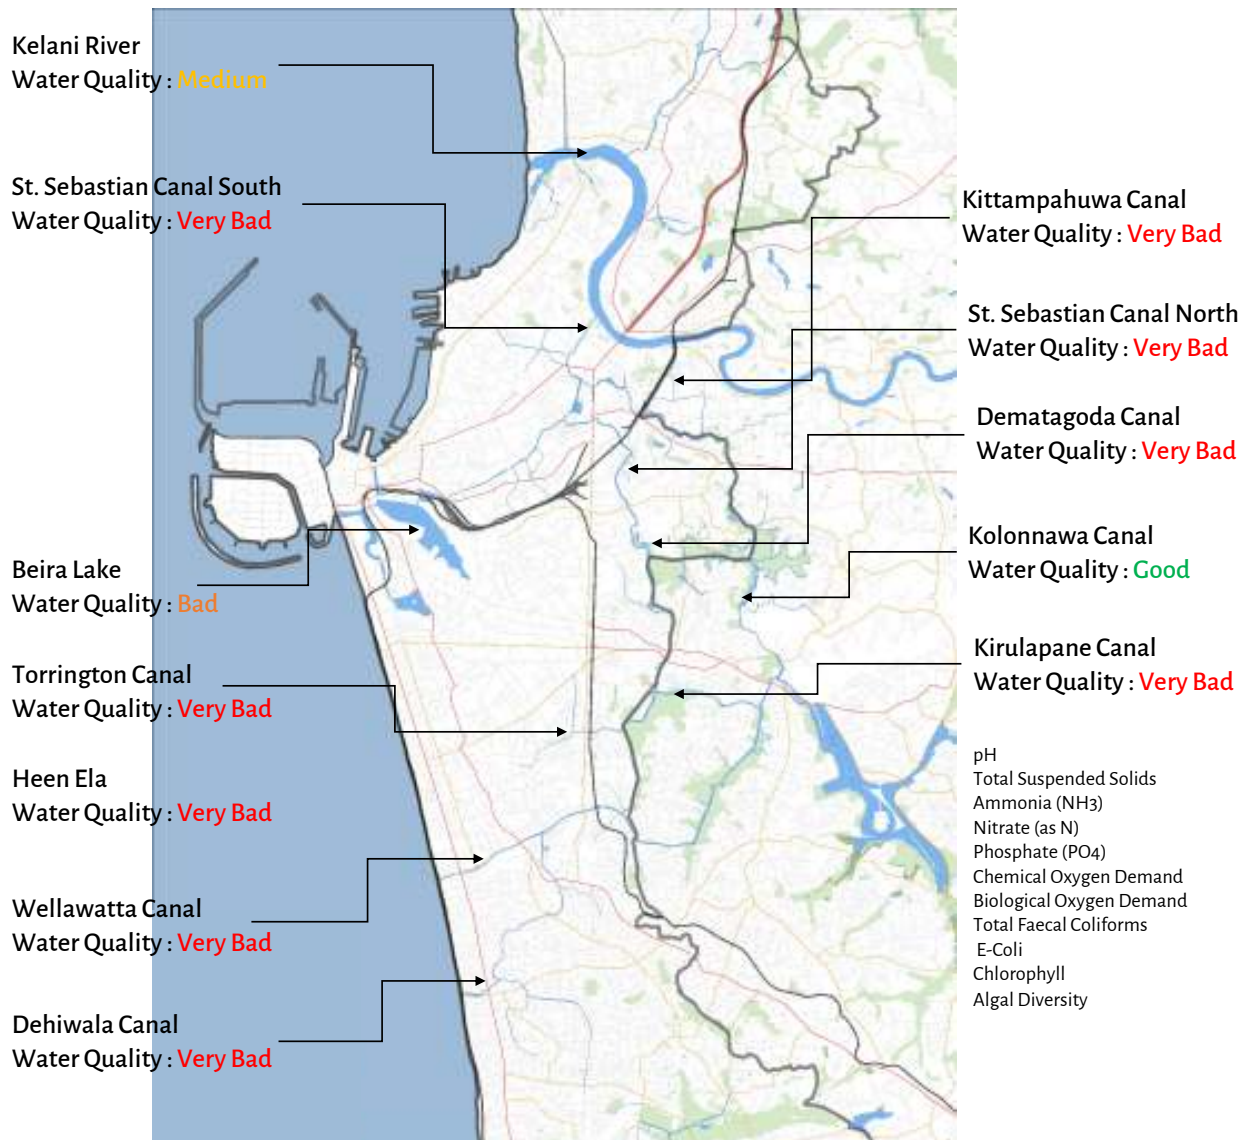 Kelani River
Water Quality : Medium
St. Sebastian Canal South
Water Quality : Very Bad
Beira Lake
Water Quality : Bad
Torrington Canal
Water Quality : Very Bad
Heen Ela
Water Quality : Very Bad
Wellawatta Canal
Water Quality : Very Bad
Dehiwala Canal
Water Quality : Very Bad
Kittampahuwa Canal
Water Quality : Very Bad
St. Sebastian Canal North
Water Quality : Very Bad
Dematagoda Canal
Water Quality : Very Bad
Kolonnawa Canal
Water Quality : Good
Kirulapane Canal
Water Quality : Very Bad
pH
Total Suspended Solids
Ammonia (NH3)
Nitrate (as N)
Phosphate (PO4)
Chemical Oxygen Demand
Biological Oxygen Demand
Total Faecal Coliforms
E-Coli
Chlorophyll
Algal Diversity